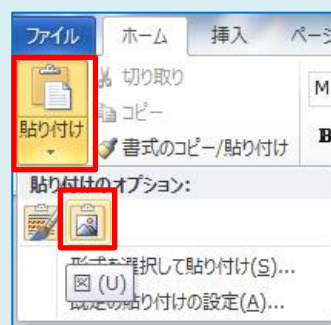 ファイル ホーム 挿入 ページ
切り取り
コピー
貼り付け
書式のコピー/貼り付け
M
B
貼り付けのオプション:
形式を選択して貼り付け(S)...
図 (U)
既定の貼り付けの設定(A)...